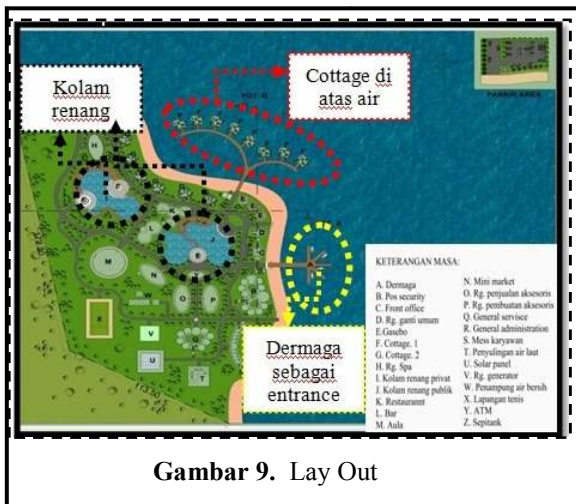 Kolam
renang
Cottage di
atas air
PARKIR AREA
Dermaga
sebagai
entrance
KETERANGAN MASA:
A. Dermaga
B. Pos security
C. Front office
D. Rg. ganti umum
E.Gasebo
F. Cottage. 1
G. Cottage. 2
H. Rg. Spa
I. Kolam renang privat
J. Kolam renang publik
K. Restaurannt
L. Bar
M. Aula
N. Mini market
O. Rg. penjualan aksesoris
P. Rg. pembuatan aksesoris
Q. General servisce
R. General administration
S. Mess karyawan
T. Penyulingan air laut
U. Solar panel
V. Rg. generator
W. Penampung air bersih
X. Lapangan tenis
Y. ATM
Z. Sepitank
H
L
J
E
M
N
W
O
P
V
U
T
Gambar 9. Lay Out